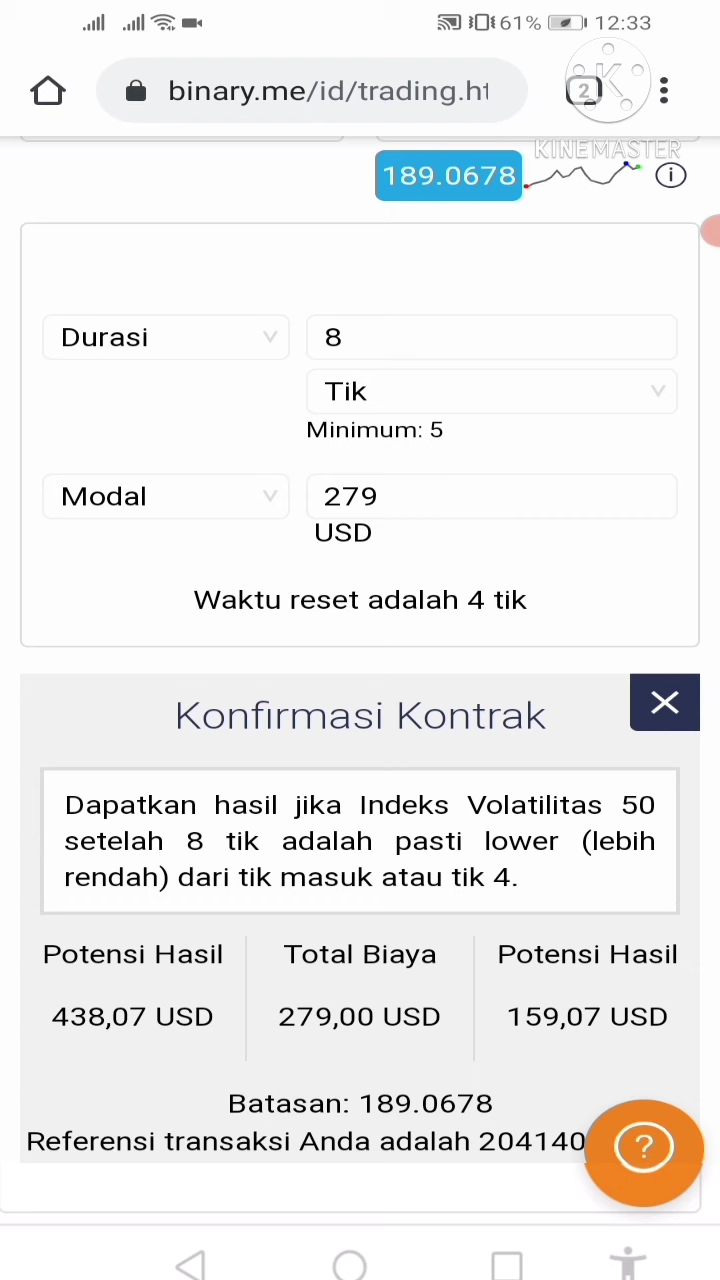 61% 12:33
binary.me/id/trading.ht
2
K
KINEMASTER
189.0678
i
Durasi
8
Tik
Minimum: 5
Modal
279
USD
Waktu reset adalah 4 tik
Konfirmasi Kontrak
Dapatkan hasil jika Indeks Volatilitas 50
setelah 8 tik adalah pasti lower (lebih
rendah) dari tik masuk atau tik 4.
Potensi Hasil Total Biaya Potensi Hasil
438,07 USD 279,00 USD 159,07 USD
Batasan: 189.0678
Referensi transaksi Anda adalah 204140
?